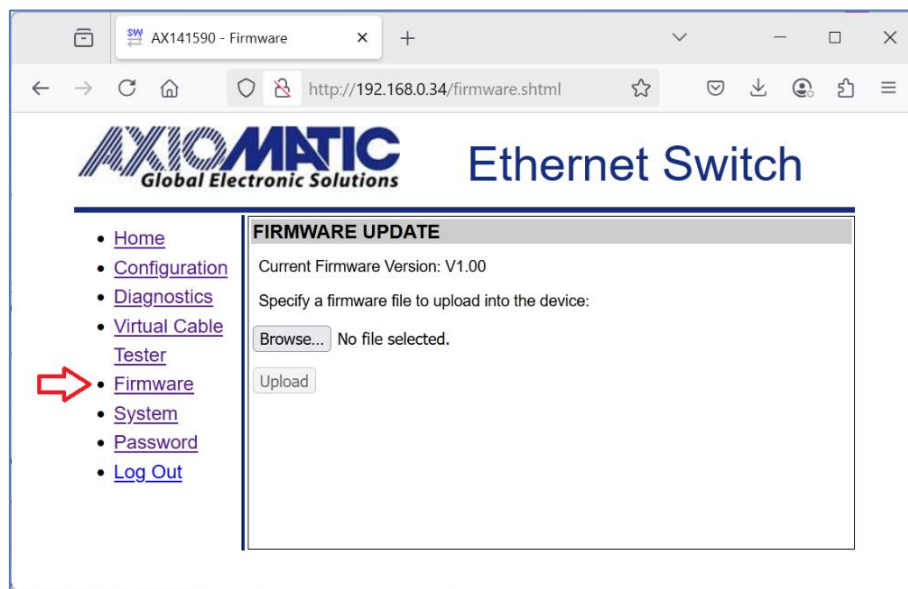 SW AX141590 - Firmware
http://192.168.0.34/firmware.shtml
AXIOMATIC
Global Electronic Solutions
Ethernet Switch
Home
Configuration
Diagnostics
Virtual Cable
Tester
Firmware
System
Password
Log Out
FIRMWARE UPDATE
Current Firmware Version: V1.00
Specify a firmware file to upload into the device:
Browse... No file selected.
Upload